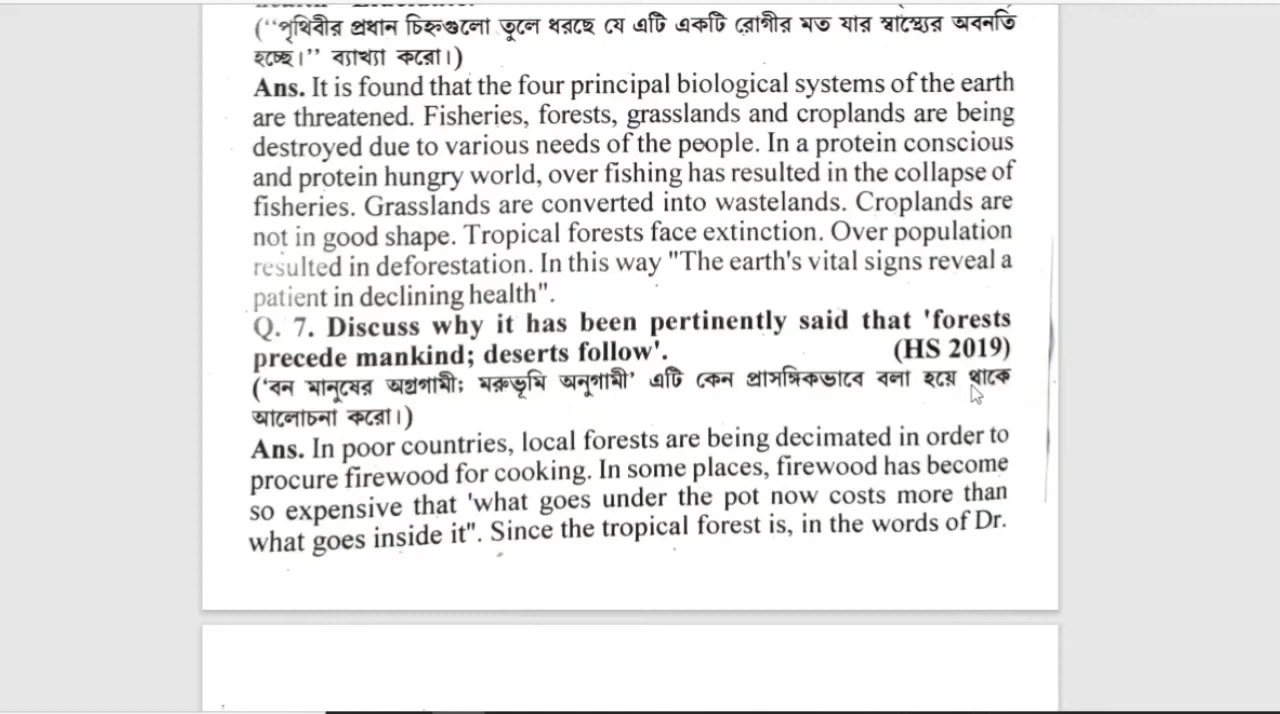 (‘‘পৃথিবীর প্রধান চিহ্নগুলো তুলে ধরছে যে এটি একটি রোগীর মত যার স্বাস্থ্যের অবনতি
হচ্ছে।’’ ব্যাখ্যা করো।)
Ans. It is found that the four principal biological systems of the earth
are threatened. Fisheries, forests, grasslands and croplands are being
destroyed due to various needs of the people. In a protein conscious
and protein hungry world, over fishing has resulted in the collapse of
fisheries. Grasslands are converted into wastelands. Croplands are
not in good shape. Tropical forests face extinction. Over population
resulted in deforestation. In this way "The earth's vital signs reveal a
patient in declining health".
Q. 7. Discuss why it has been pertinently said that 'forests
precede mankind; deserts follow'. (HS 2019)
(‘বন মানুষের অগ্রগামী; মরুভূমি অনুগামী’ এটি কেন প্রাসঙ্গিকভাবে বলা হয়ে থাকে
আলোচনা করো।)
Ans. In poor countries, local forests are being decimated in order to
procure firewood for cooking. In some places, firewood has become
so expensive that 'what goes under the pot now costs more than
what goes inside it". Since the tropical forest is, in the words of Dr.